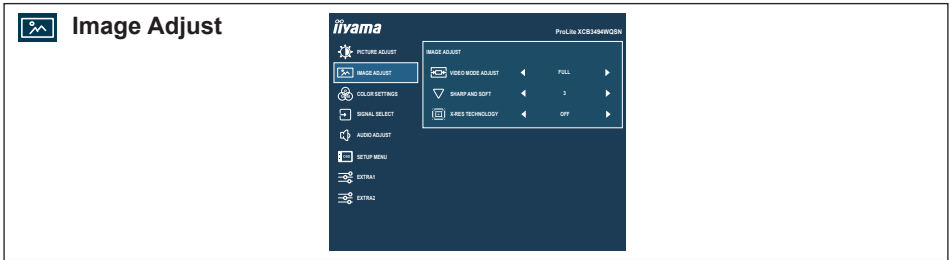 Image Adjust
iiyama
ProLite XCB3494WQSN
PICTURE ADJUST
IMAGE ADJUST
COLOR SETTINGS
SIGNAL SELECT
AUDIO ADJUST
OSD SETUP MENU
EXTRA1
EXTRA2
IMAGE ADJUST
VIDEO MODE ADJUST FULL
SHARP AND SOFT 3
X-RES TECHNOLOGY OFF